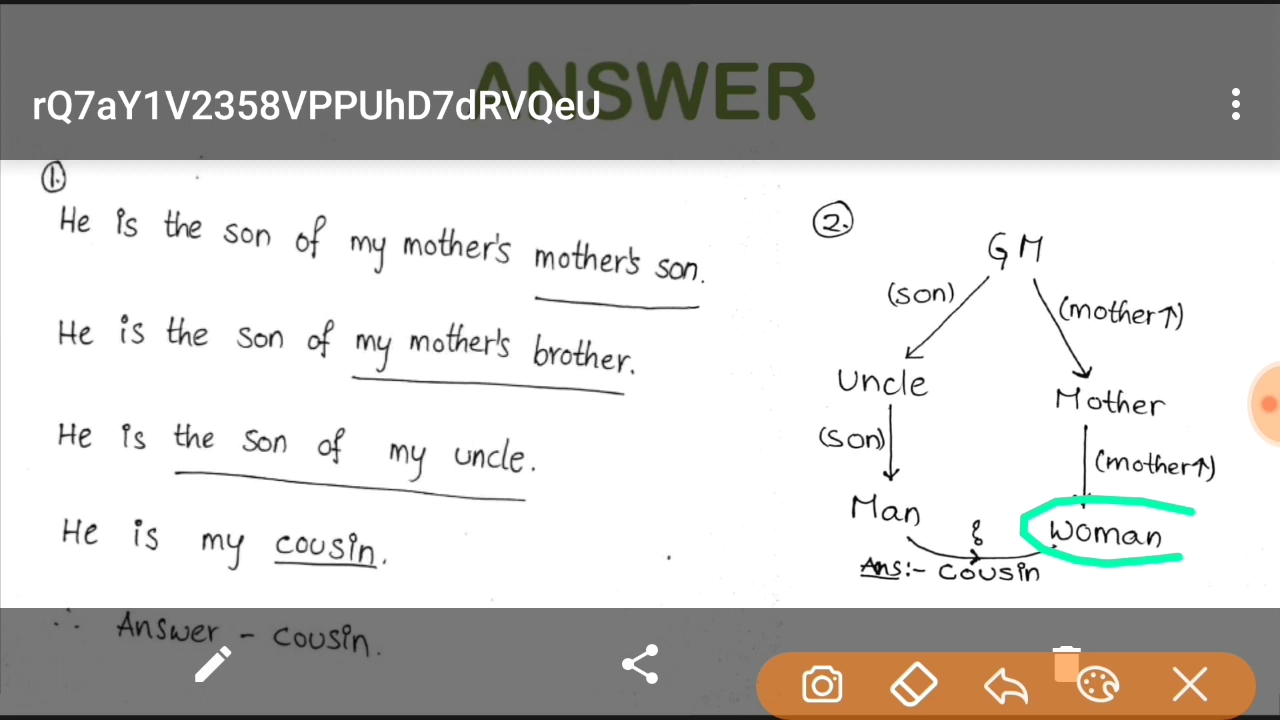 ANSWER
rQ7aY1V2358VPPUhD7dRVQeU
1.
He is the son of my mother's mother's son.
He is the son of my mother's brother.
He is the son of my uncle.
He is my cousin.
∴ Answer - cousin.
2.
GM
(son) (mother↑)
Uncle Mother
(son) (mother↑)
Man & Woman
Ans:- cousin